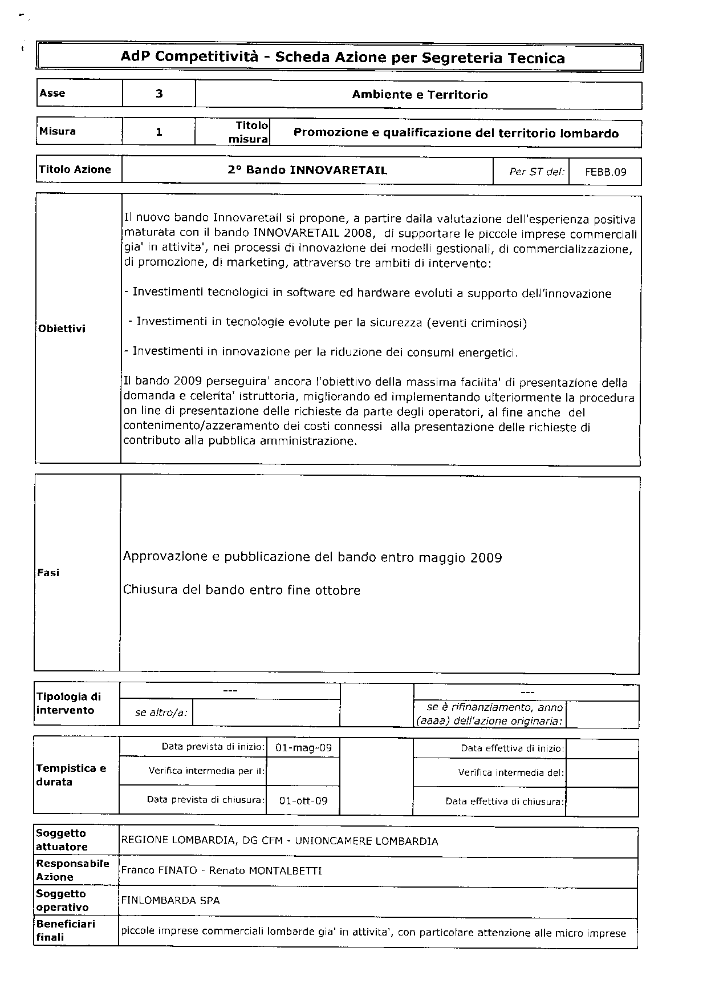 AdP Competitività - Scheda Azione per Segreteria Tecnica
Asse 3 Ambiente e Territorio
Misura 1 Titolo misura Promozione e qualificazione del territorio lombardo
Titolo Azione 2° Bando INNOVARETAIL Per ST del: FEBB.09
Obiettivi
Il nuovo bando Innovaretail si propone, a partire dalla valutazione dell'esperienza positiva
maturata con il bando INNOVARETAIL 2008, di supportare le piccole imprese commerciali
gia' in attivita', nei processi di innovazione dei modelli gestionali, di commercializzazione,
di promozione, di marketing, attraverso tre ambiti di intervento:
- Investimenti tecnologici in software ed hardware evoluti a supporto dell'innovazione
- Investimenti in tecnologie evolute per la sicurezza (eventi criminosi)
- Investimenti in innovazione per la riduzione dei consumi energetici.
Il bando 2009 perseguira' ancora l'obiettivo della massima facilita' di presentazione della
domanda e celerita' istruttoria, migliorando ed implementando ulteriormente la procedura
on line di presentazione delle richieste da parte degli operatori, al fine anche del
contenimento/azzeramento dei costi connessi alla presentazione delle richieste di
contributo alla pubblica amministrazione.
Fasi
Approvazione e pubblicazione del bando entro maggio 2009
Chiusura del bando entro fine ottobre
Tipologia di intervento
--- ---
se altro/a: se è rifinanziamento, anno
(aaaa) dell'azione originaria:
Tempistica e durata
Data prevista di inizio: 01-mag-09 Data effettiva di inizio:
Verifica intermedia per il: Verifica intermedia del:
Data prevista di chiusura: 01-ott-09 Data effettiva di chiusura:
Soggetto attuatore REGIONE LOMBARDIA, DG CFM - UNIONCAMERE LOMBARDIA
Responsabile Azione Franco FINATO - Renato MONTALBETTI
Soggetto operativo FINLOMBARDA SPA
Beneficiari finali piccole imprese commerciali lombarde gia' in attivita', con particolare attenzione alle micro imprese